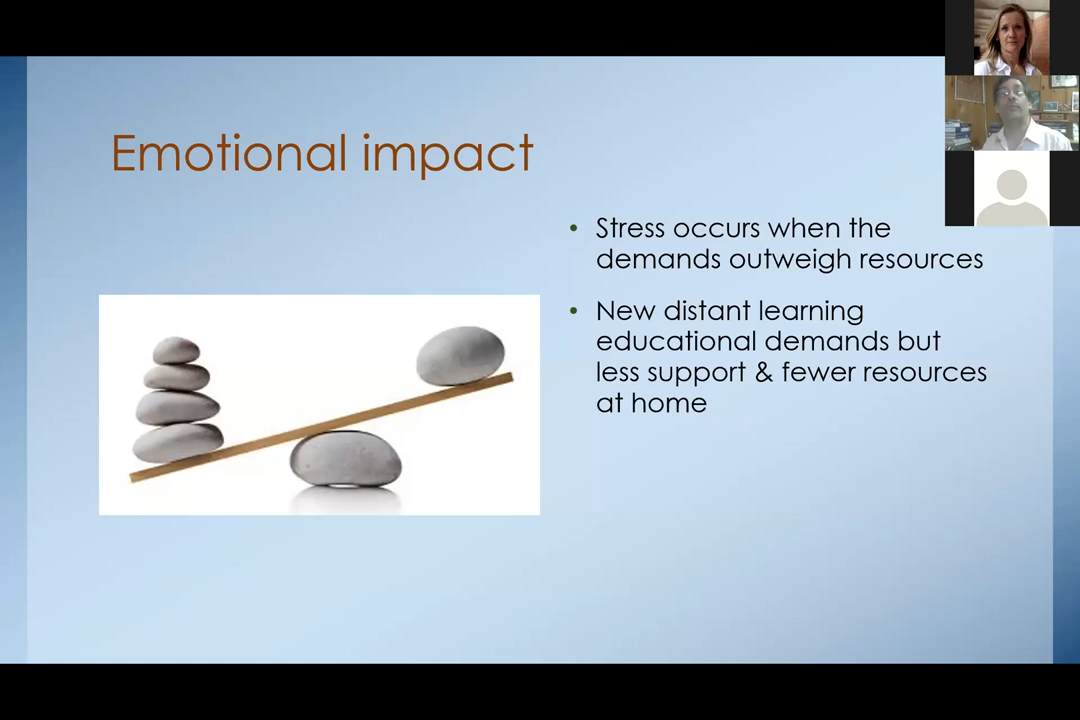 Emotional impact
• Stress occurs when the
demands outweigh resources
• New distant learning
educational demands but
less support & fewer resources
at home